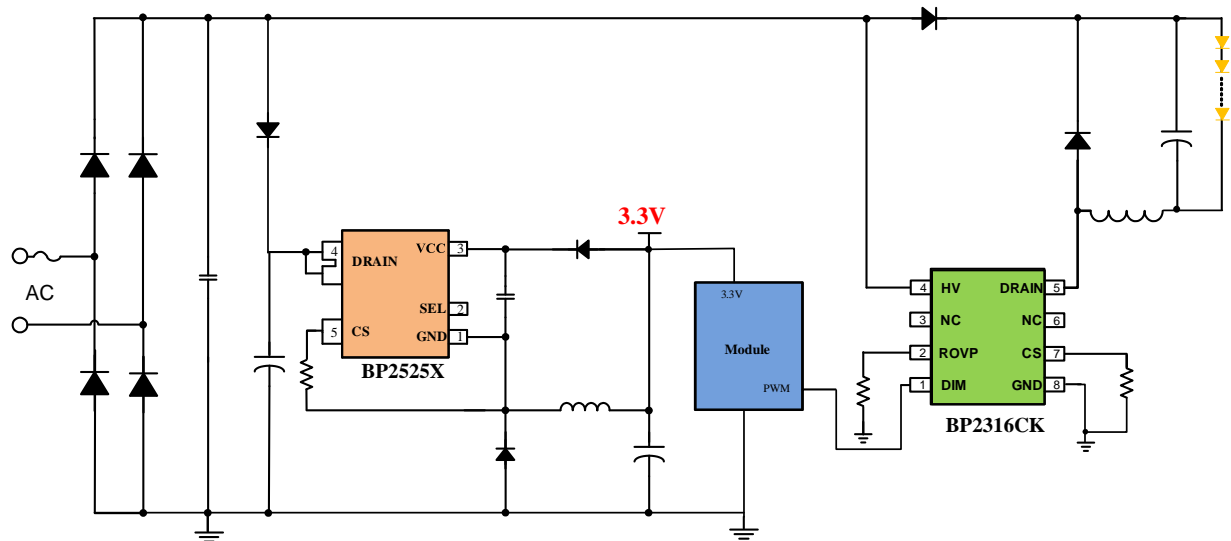 AC
3.3V
4
DRAIN
VCC
3
SEL
2
5
CS
GND
1
BP2525X
3.3V
Module
PWM
4
HV
DRAIN
5
3
NC
NC
6
2
ROVP
CS
7
1
DIM
GND
8
BP2316CK